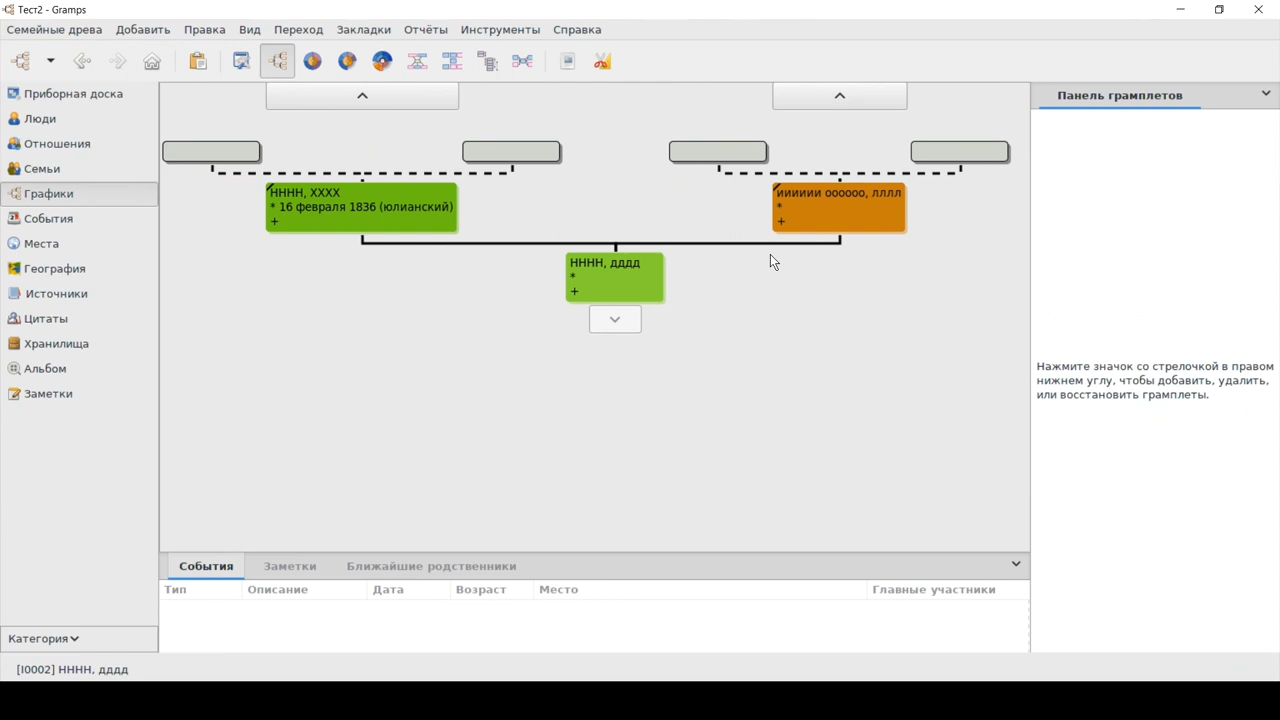 Тест2 - Gramps
Семейные древа Добавить Правка Вид Переход Закладки Отчёты Инструменты Справка
Приборная доска
Люди
Отношения
Семьи
Графики
События
Места
География
Источники
Цитаты
Хранилища
Альбом
Заметки
Категория
НННН, ХХХХ
* 16 февраля 1836 (юлианский)
+
ииииии оооооо, лллл
*
+
НННН, дддд
*
+
Панель грамплетов
Нажмите значок со стрелочкой в правом
нижнем углу, чтобы добавить, удалить,
или восстановить грамплеты.
События Заметки Ближайшие родственники
Тип Описание Дата Возраст Место Главные участники
[I0002] НННН, дддд